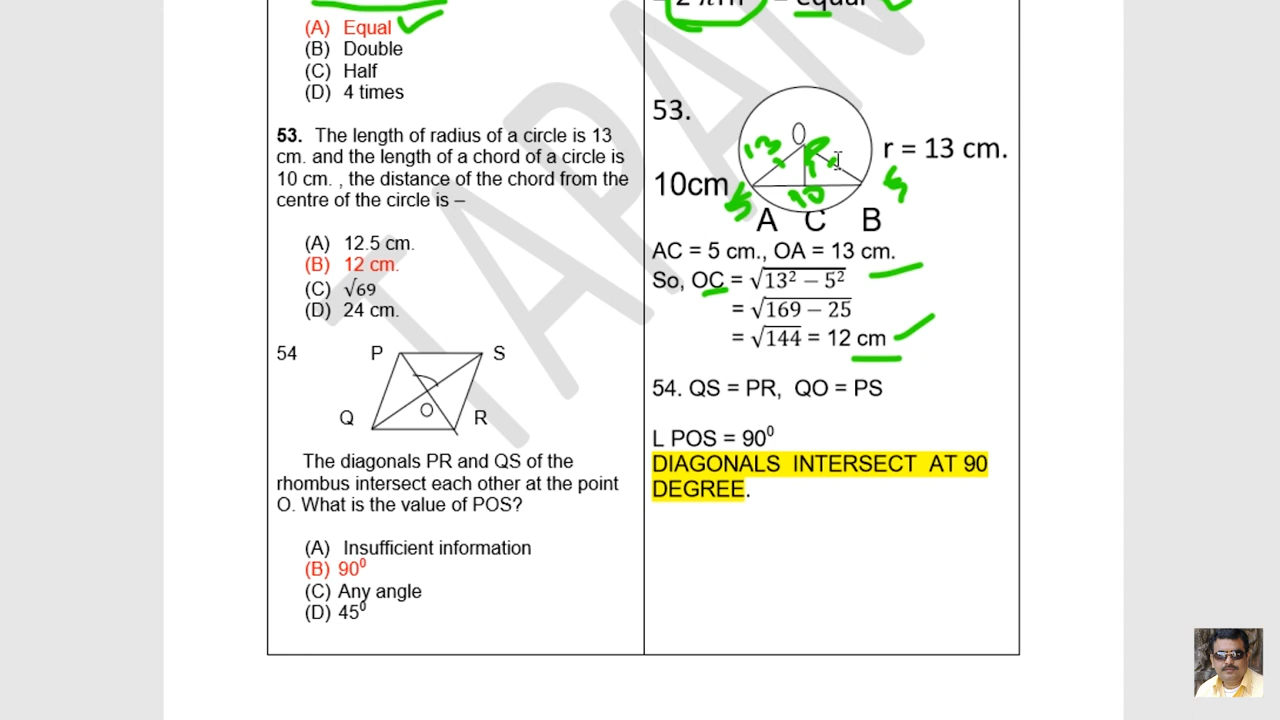 (A) Equal
(B) Double
(C) Half
(D) 4 times
53. The length of radius of a circle is 13
cm. and the length of a chord of a circle is
10 cm. , the distance of the chord from the
centre of the circle is –
(A) 12.5 cm.
(B) 12 cm.
(C) √69
(D) 24 cm.
54
P S
Q O R
The diagonals PR and QS of the
rhombus intersect each other at the point
O. What is the value of POS?
(A) Insufficient information
(B) 90⁰
(C) Any angle
(D) 45⁰
equal
53.
O
13
r = 13 cm.
10cm
5 10 5
A C B
AC = 5 cm., OA = 13 cm.
So, OC = √13² – 5²
= √169 – 25
= √144 = 12 cm
54. QS = PR, QO = PS
L POS = 90⁰
DIAGONALS INTERSECT AT 90
DEGREE.
TAPAN